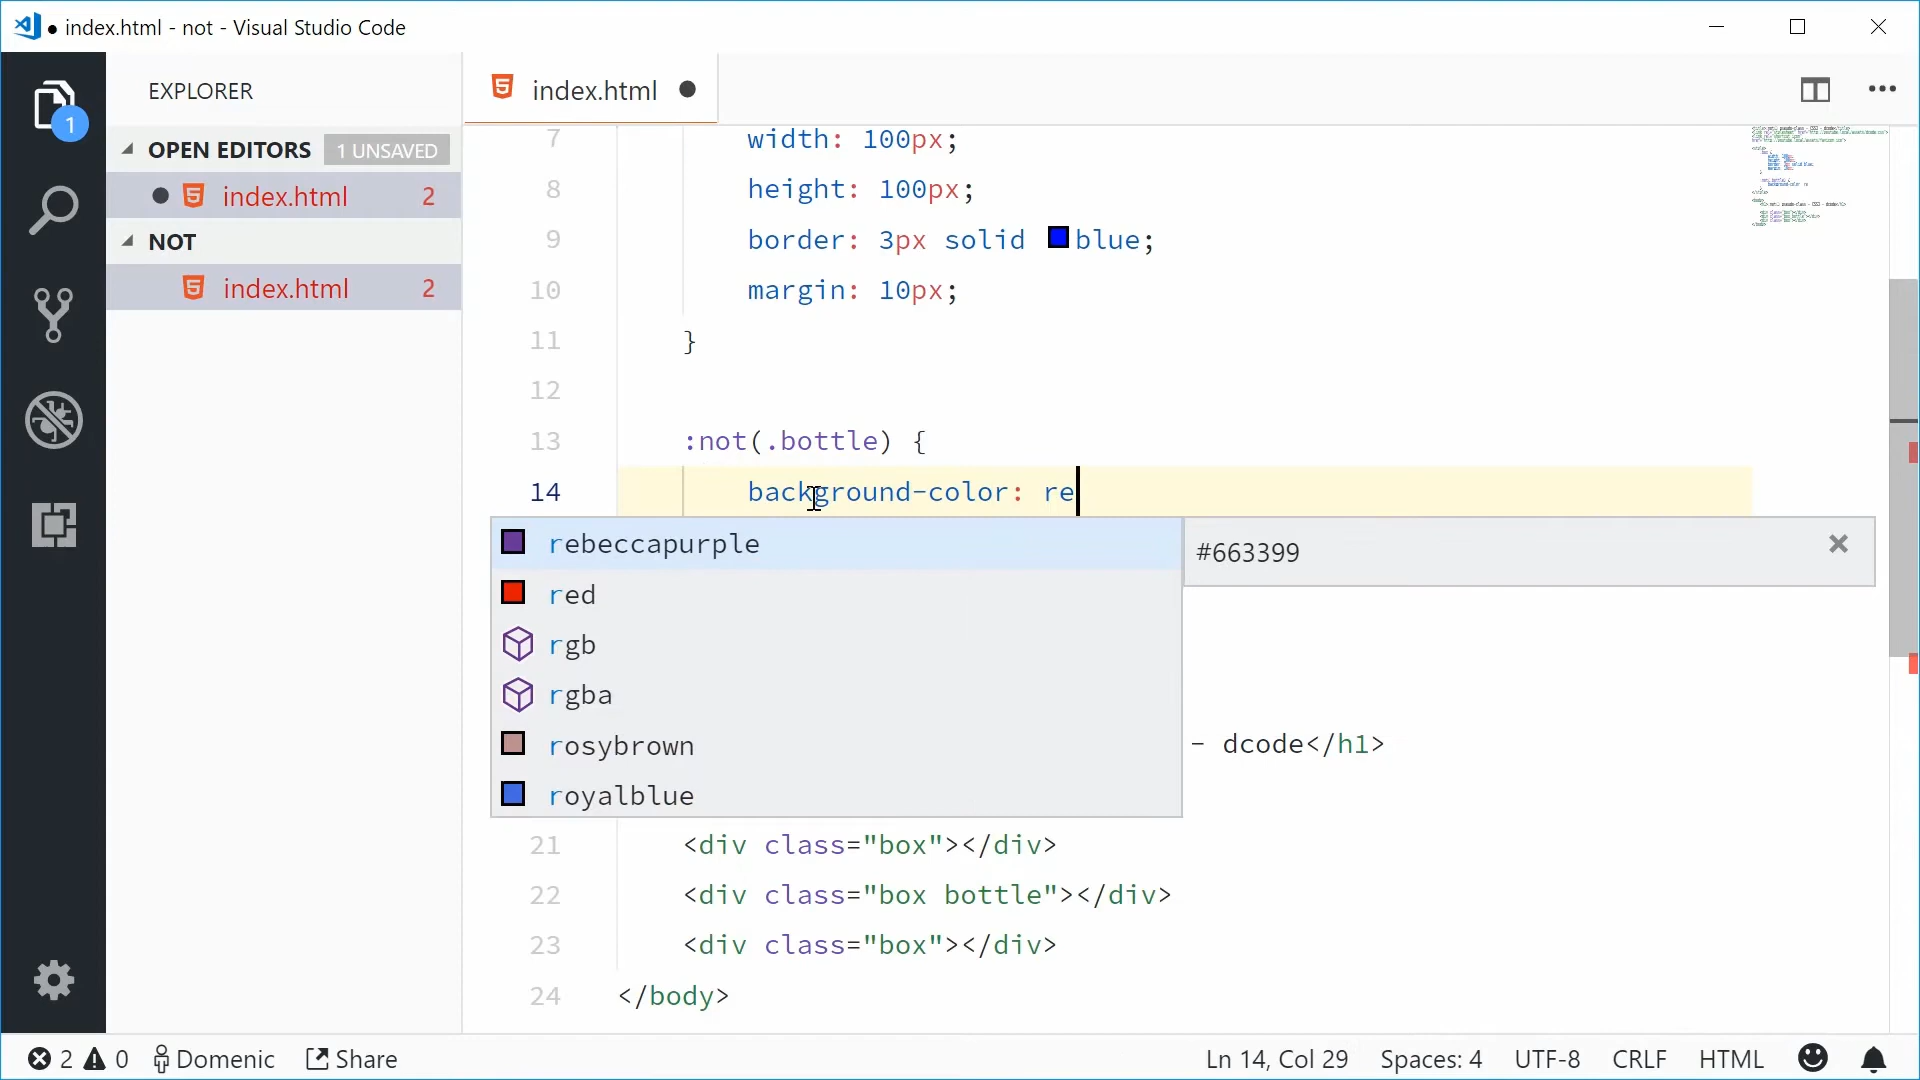 index.html - not - Visual Studio Code
EXPLORER
OPEN EDITORS 1 UNSAVED
index.html 2
NOT
index.html 2
1
index.html
7 width: 100px;
8 height: 100px;
9 border: 3px solid blue;
10 margin: 10px;
11 }
12
13 :not(.bottle) {
14 background-color: re
rebeccapurple
#663399
red
rgb
rgba
rosybrown
- dcode</h1>
royalblue
21 <div class="box"></div>
22 <div class="box bottle"></div>
23 <div class="box"></div>
24 </body>
2 0 Domenic Share Ln 14, Col 29 Spaces: 4 UTF-8 CRLF HTML